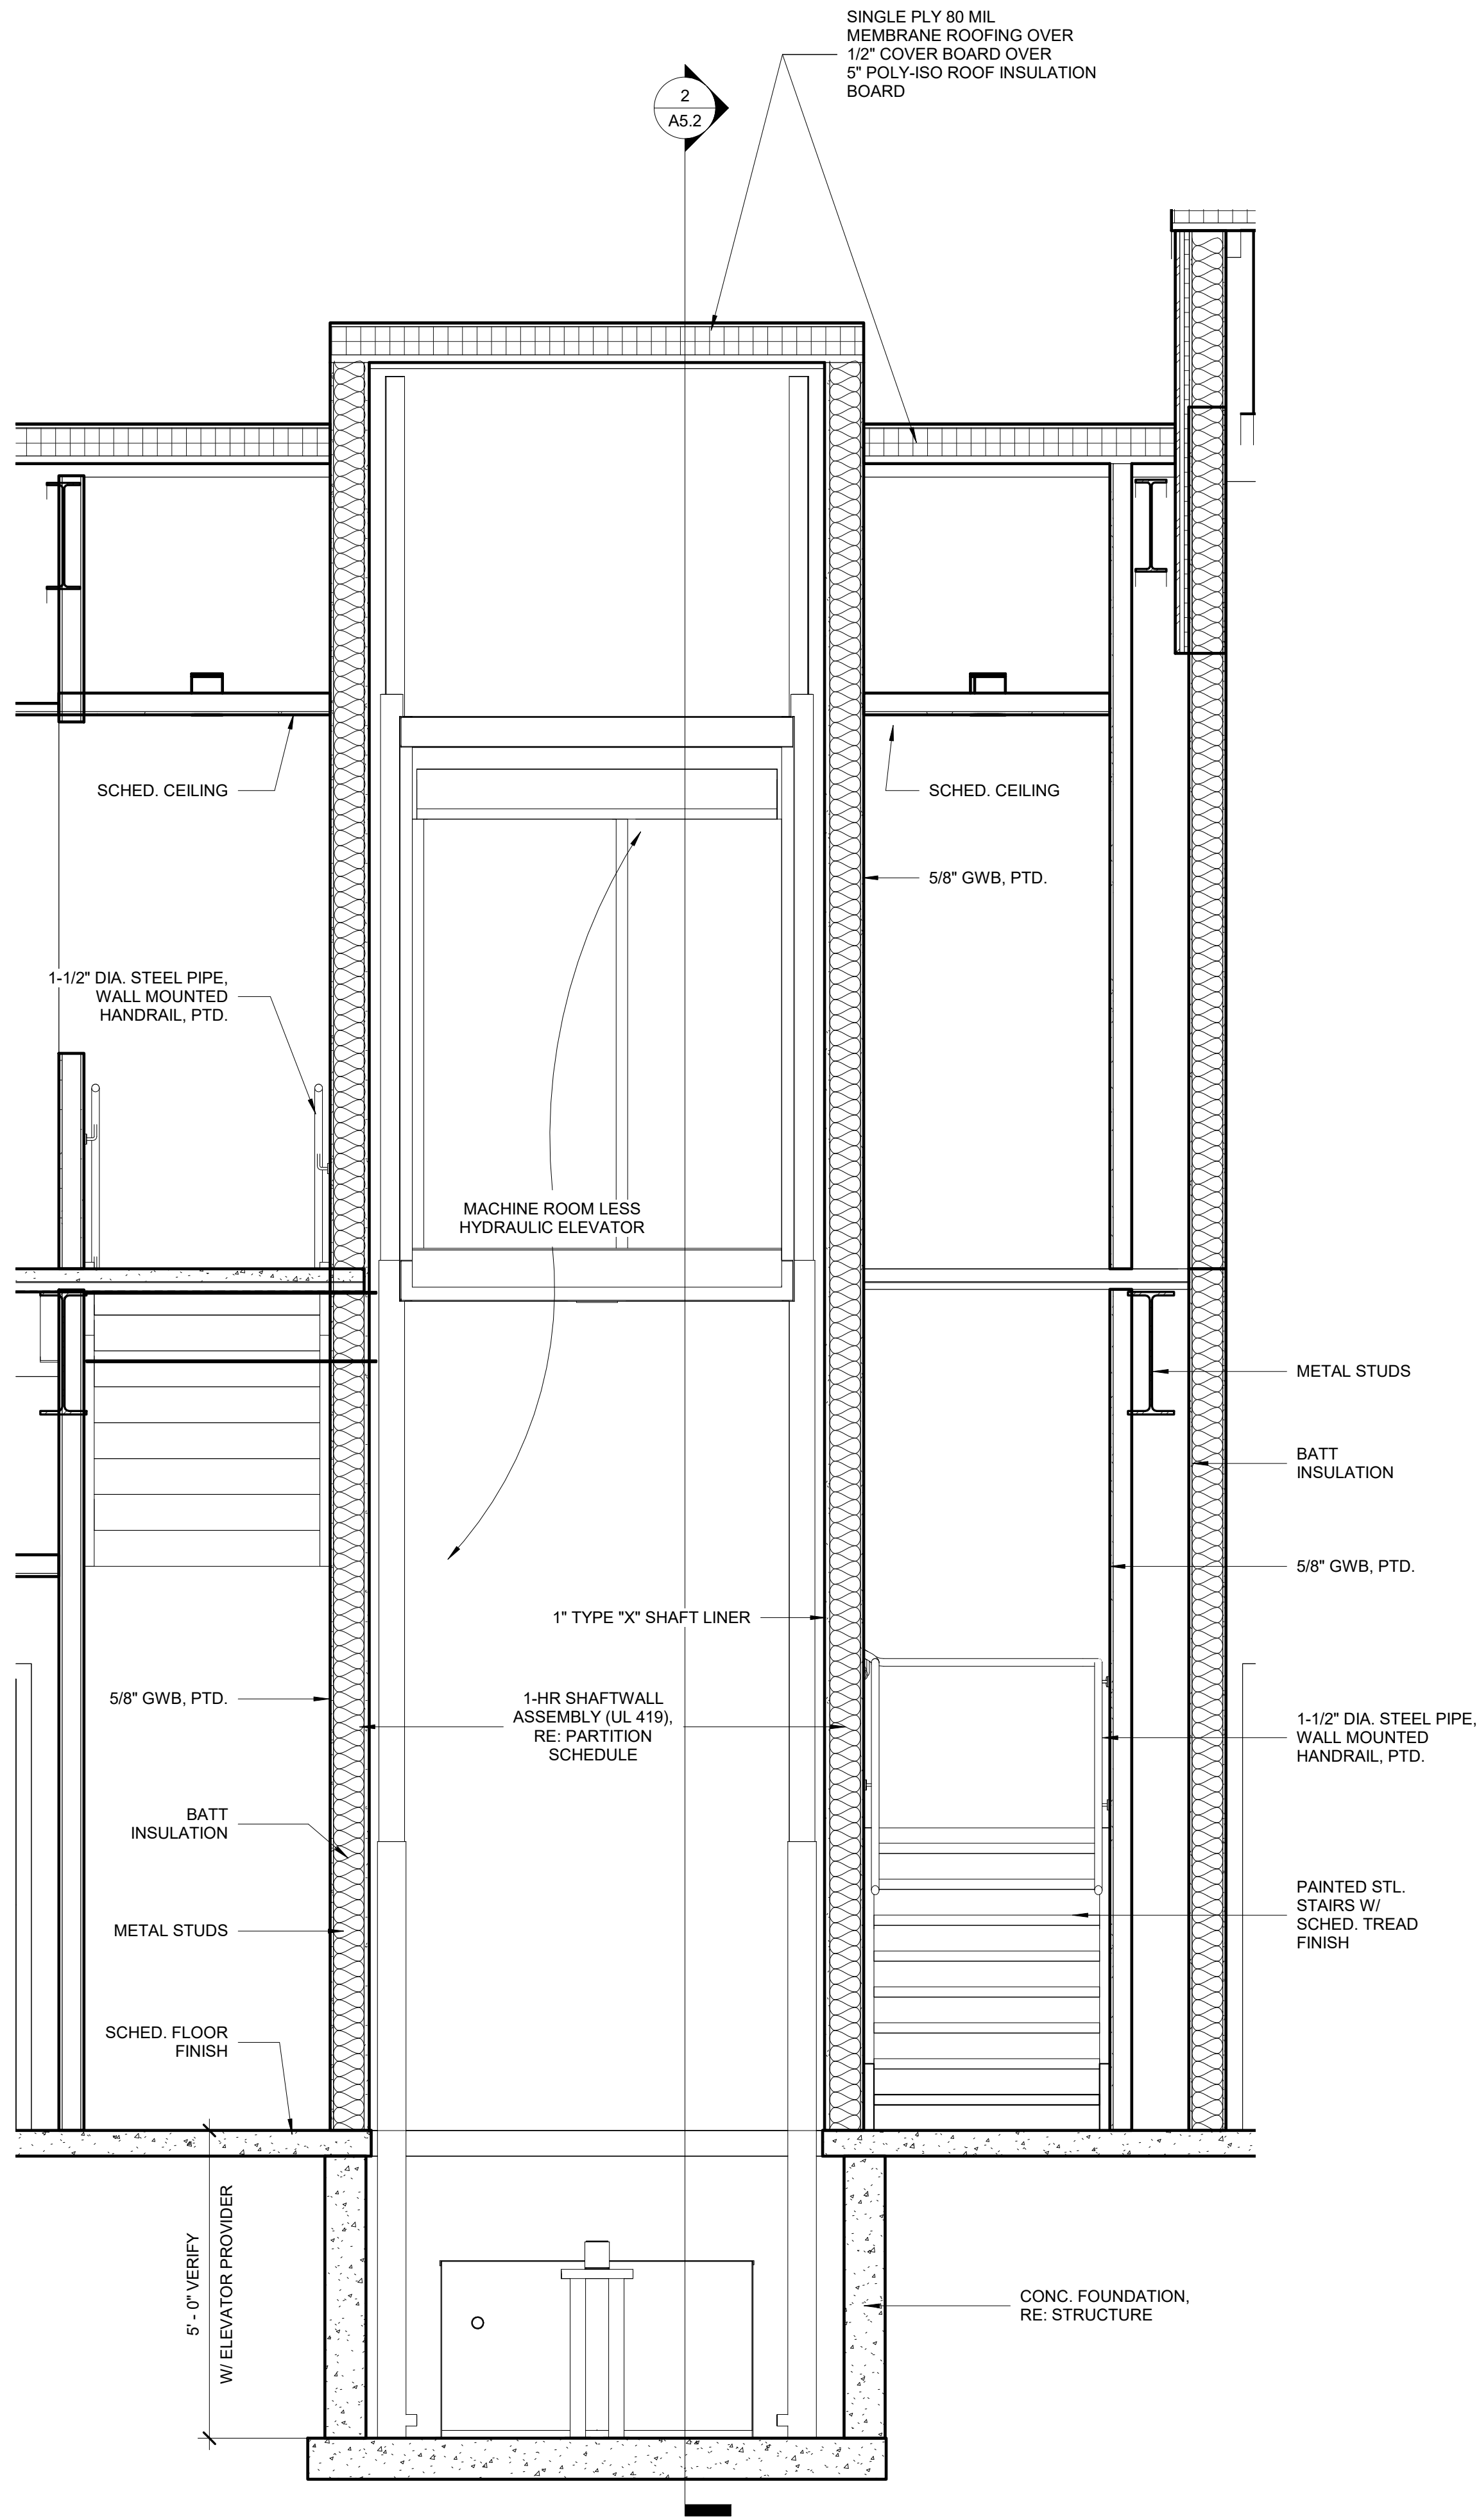 SINGLE PLY 80 MIL
MEMBRANE ROOFING OVER
1/2" COVER BOARD OVER
5" POLY-ISO ROOF INSULATION
BOARD
2
A5.2
SCHED. CEILING
SCHED. CEILING
5/8" GWB, PTD.
1-1/2" DIA. STEEL PIPE,
WALL MOUNTED
HANDRAIL, PTD.
MACHINE ROOM LESS
HYDRAULIC ELEVATOR
METAL STUDS
BATT
INSULATION
5/8" GWB, PTD.
1" TYPE "X" SHAFT LINER
5/8" GWB, PTD.
1-HR SHAFTWALL
ASSEMBLY (UL 419),
RE: PARTITION
SCHEDULE
1-1/2" DIA. STEEL PIPE,
WALL MOUNTED
HANDRAIL, PTD.
BATT
INSULATION
PAINTED STL.
STAIRS W/
SCHED. TREAD
FINISH
METAL STUDS
SCHED. FLOOR
FINISH
5' - 0" VERIFY
W/ ELEVATOR PROVIDER
CONC. FOUNDATION,
RE: STRUCTURE